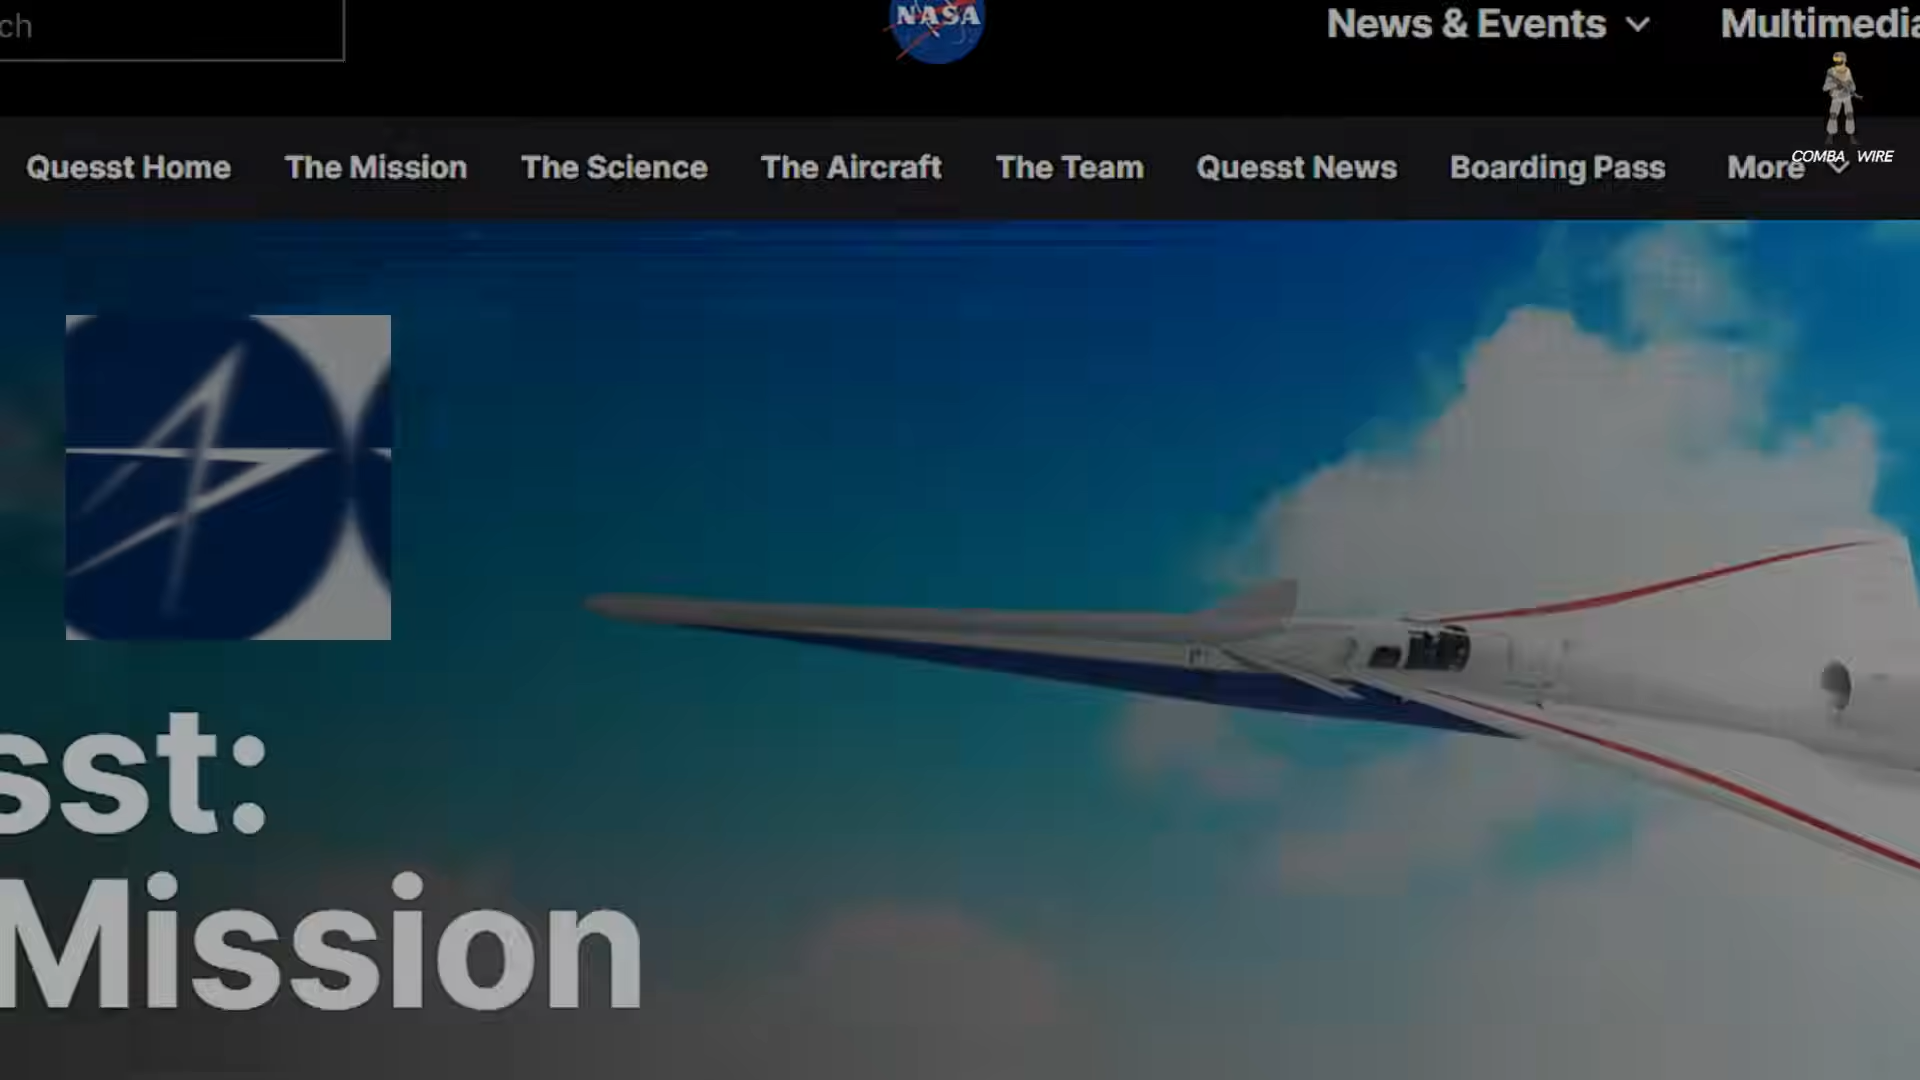 ch
NASA
News & Events
Multimedia
COMBA WIRE
Quesst Home
The Mission
The Science
The Aircraft
The Team
Quesst News
Boarding Pass
More
sst:
Mission